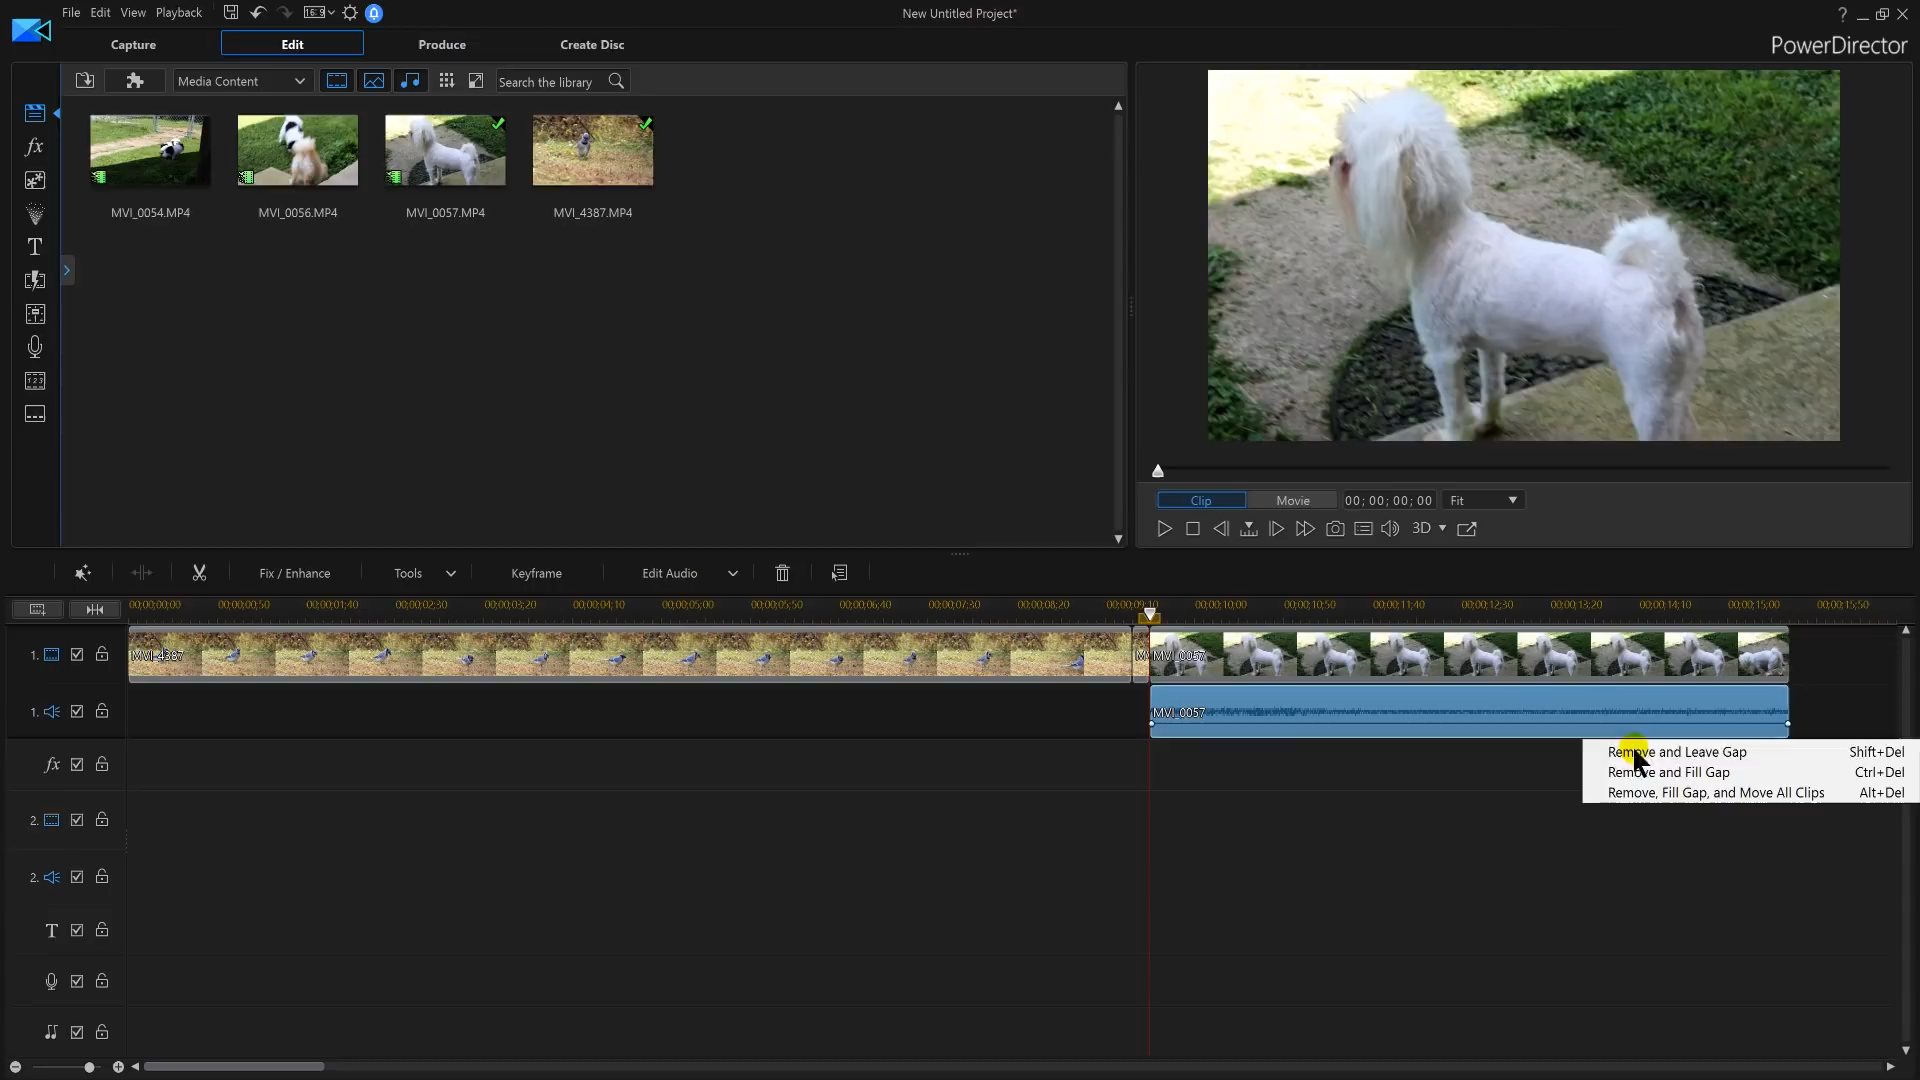 File Edit View Playback 16:9 New Untitled Project* ?
Capture Edit Produce Create Disc PowerDirector
Media Content Search the library
fx
MVI_0054.MP4 MVI_0056.MP4 MVI_0057.MP4 MVI_4387.MP4
T
1 2 3
Clip Movie 00; 00; 00; 00 Fit
3D
Fix / Enhance Tools Keyframe Edit Audio
00;00;00;00 00;00;00;50 00;00;01;40 00;00;02;30 00;00;03;20 00;00;04;10 00;00;05;00 00;00;05;50 00;00;06;40 00;00;07;30 00;00;08;20 00;00;09;10 00;00;10;00 00;00;10;50 00;00;11;40 00;00;12;30 00;00;13;20 00;00;14;10 00;00;15;00 00;00;15;50
1. MVI_4387 MVI_0057
1. MVI_0057
Remove and Leave Gap Shift+Del
fx
Remove and Fill Gap Ctrl+Del
Remove, Fill Gap, and Move All Clips Alt+Del
2.
2.
T